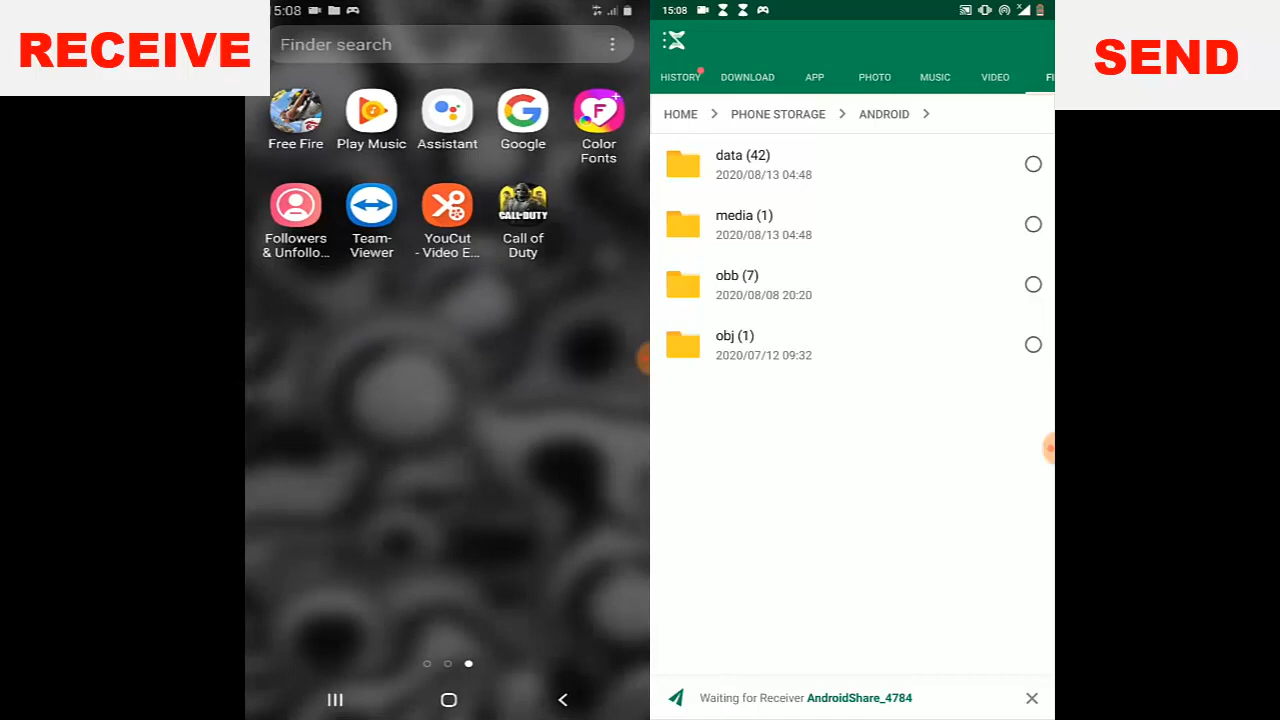 RECEIVE
SEND
15:08
Finder search
Free Fire
Play Music
Assistant
Google
Color
Fonts
Followers
& Unfollo...
Team-
Viewer
YouCut
- Video E...
CALL·DUTY
Call of
Duty
15:08
HISTORY
DOWNLOAD
APP
PHOTO
MUSIC
VIDEO
FI
HOME
PHONE STORAGE
ANDROID
data (42)
2020/08/13 04:48
media (1)
2020/08/13 04:48
obb (7)
2020/08/08 20:20
obj (1)
2020/07/12 09:32
Waiting for Receiver AndroidShare_4784